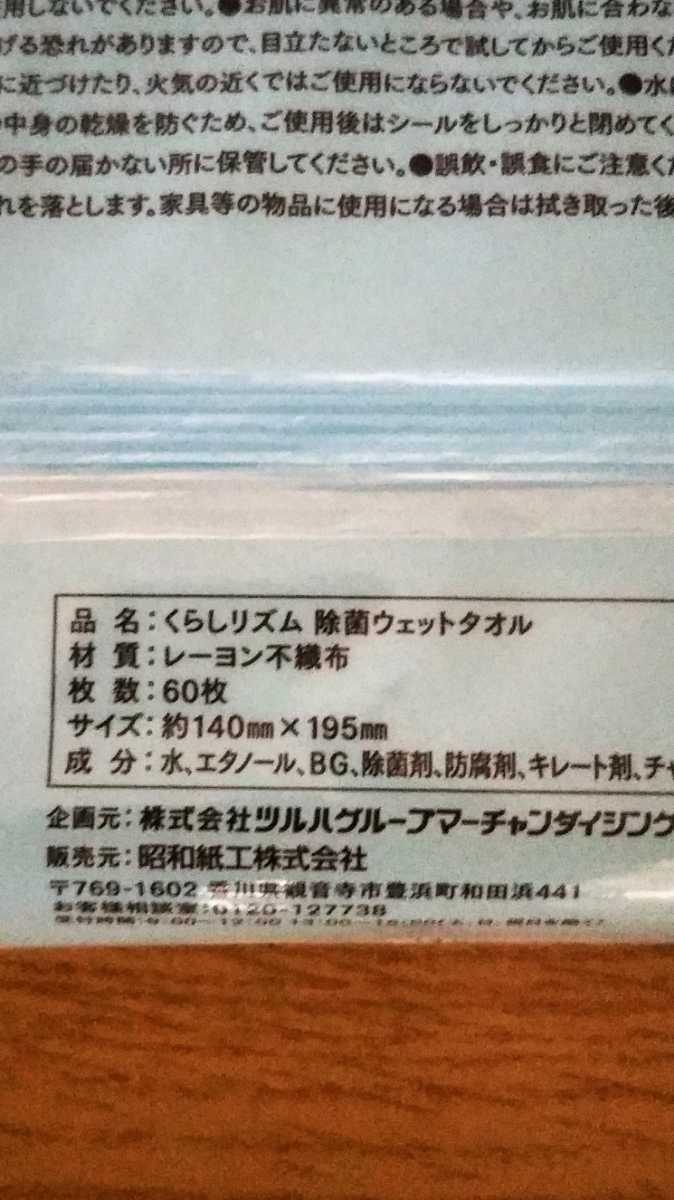 用しないでください。●お肌に異常のある場合や、お肌に合わな
げる恐れがありますので、目立たないところで試してからご使用くだ
に近づけたり、火気の近くではご使用にならないでください。●水に
中身の乾燥を防ぐため、ご使用後はシールをしっかりと閉めてく
の手の届かない所に保管してください。●誤飲・誤食にご注意くだ
れを落とします。家具等の物品に使用になる場合は拭き取った後
品 名：くらしリズム 除菌ウェットタオル
材 質：レーヨン不織布
枚 数：60枚
サイズ：約140㎜×195㎜
成 分：水、エタノール、BG、除菌剤、防腐剤、キレート剤、チャ
企画元：株式会社ツルハグループマーチャンダイジング
販売元：昭和紙工株式会社
〒769-1602 香川県観音寺市豊浜町和田浜441
お客様相談室：0120-127738
受付時間：9:00~12:00 13:00~